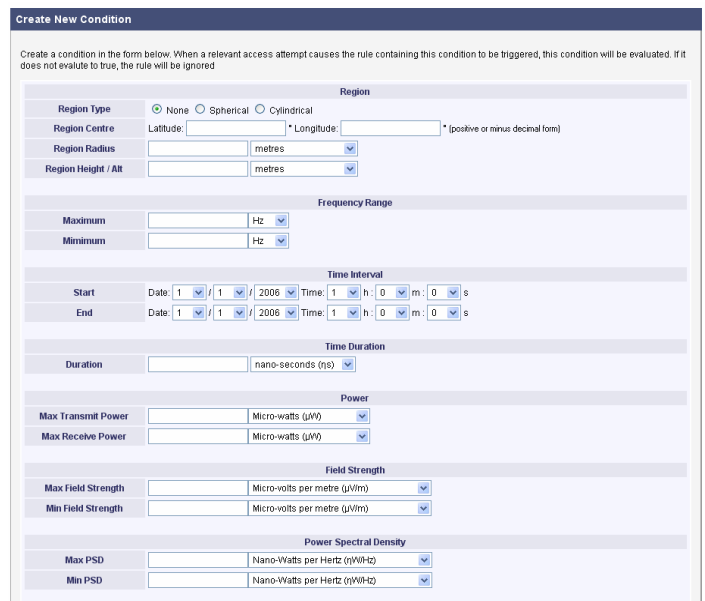 Create New Condition
Create a condition in the form below. When a relevant access attempt causes the rule containing this condition to be triggered, this condition will be evaluated. If it
does not evalute to true, the rule will be ignored
Region
Region Type None Spherical Cylindrical
Region Centre Latitude: ° Longitude: ° (positive or minus decimal form)
Region Radius metres
Region Height / Alt metres
Frequency Range
Maximum Hz
Mimimum Hz
Time Interval
Start Date: 1 / 1 / 2006 Time: 1 h : 0 m : 0 s
End Date: 1 / 1 / 2006 Time: 1 h : 0 m : 0 s
Time Duration
Duration nano-seconds (ηs)
Power
Max Transmit Power Micro-watts (µW)
Max Receive Power Micro-watts (µW)
Field Strength
Max Field Strength Micro-volts per metre (µV/m)
Min Field Strength Micro-volts per metre (µV/m)
Power Spectral Density
Max PSD Nano-Watts per Hertz (ηW/Hz)
Min PSD Nano-Watts per Hertz (ηW/Hz)